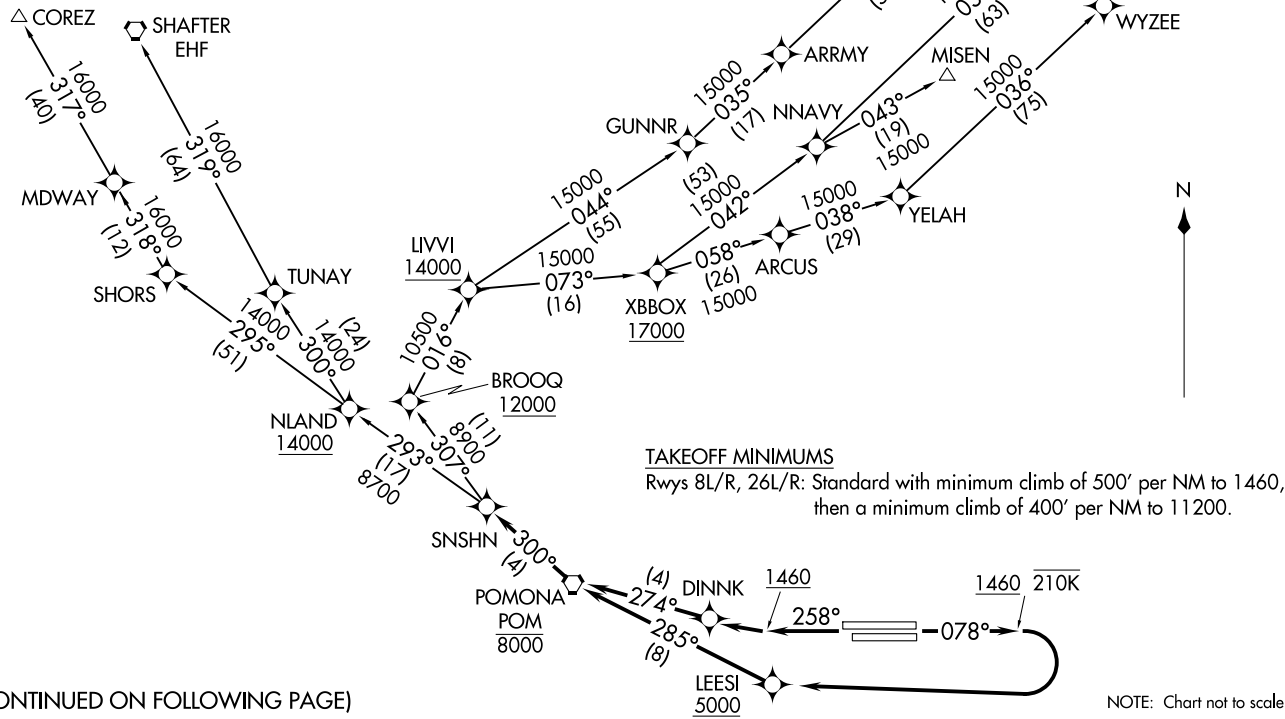 COREZ
SHAFTER
EHF
16000
317°
(40)
16000
319°
(64)
MDWAY
16000
318°
(12)
SHORS
TUNAY
14000
295°
(51)
(24)
14000
300°
NLAND
14000
LIVVI
14000
10500
016°
(8)
BROOQ
12000
(11)
8900
307°
293°
(17)
8700
SNSHN
15000
044°
(55)
15000
073°
(16)
GUNNR
15000
035°
(17)
ARRMY
XBBOX
17000
(53)
15000
042°
NNAVY
(63)
MISEN
043°
(19)
15000
058°
(26)
15000
ARCUS
15000
038°
(29)
YELAH
15000
036°
(75)
WYZEE
N
TAKEOFF MINIMUMS
Rwys 8L/R, 26L/R: Standard with minimum climb of 500' per NM to 1460,
then a minimum climb of 400' per NM to 11200.
300°
(4)
POMONA
POM
8000
(4)
274°
DINNK
1460
258°
078°
1460
210K
285°
(8)
LEESI
5000
ONTINUED ON FOLLOWING PAGE)
NOTE: Chart not to scale